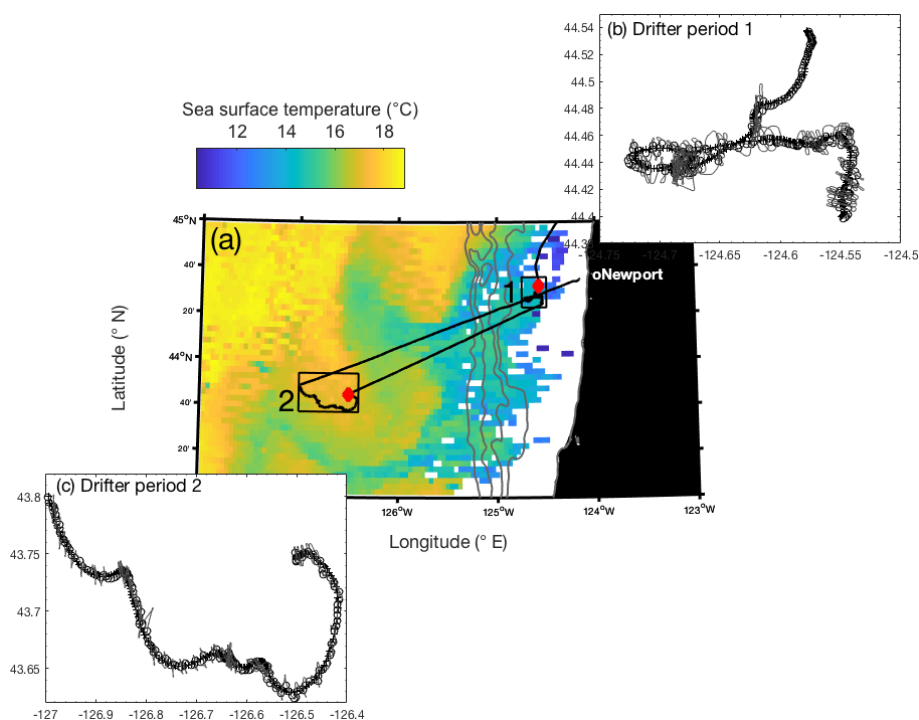 (b) Drifter period 1
44.54
44.53
44.5
44.48
44.46
44.44
44.42
44.4
-124.7
-124.65
-124.6
-124.55
-124.5
Sea surface temperature (°C)
12 14 16 18
(a)
45°N
40'
20'
44°N
40'
20'
Latitude (° N)
1
2
oNewport
126°W
125°W
124°W
123°W
Longitude (° E)
(c) Drifter period 2
43.8
43.75
43.7
43.65
-127
-126.9
-126.8
-126.7
-126.6
-126.5
-126.4